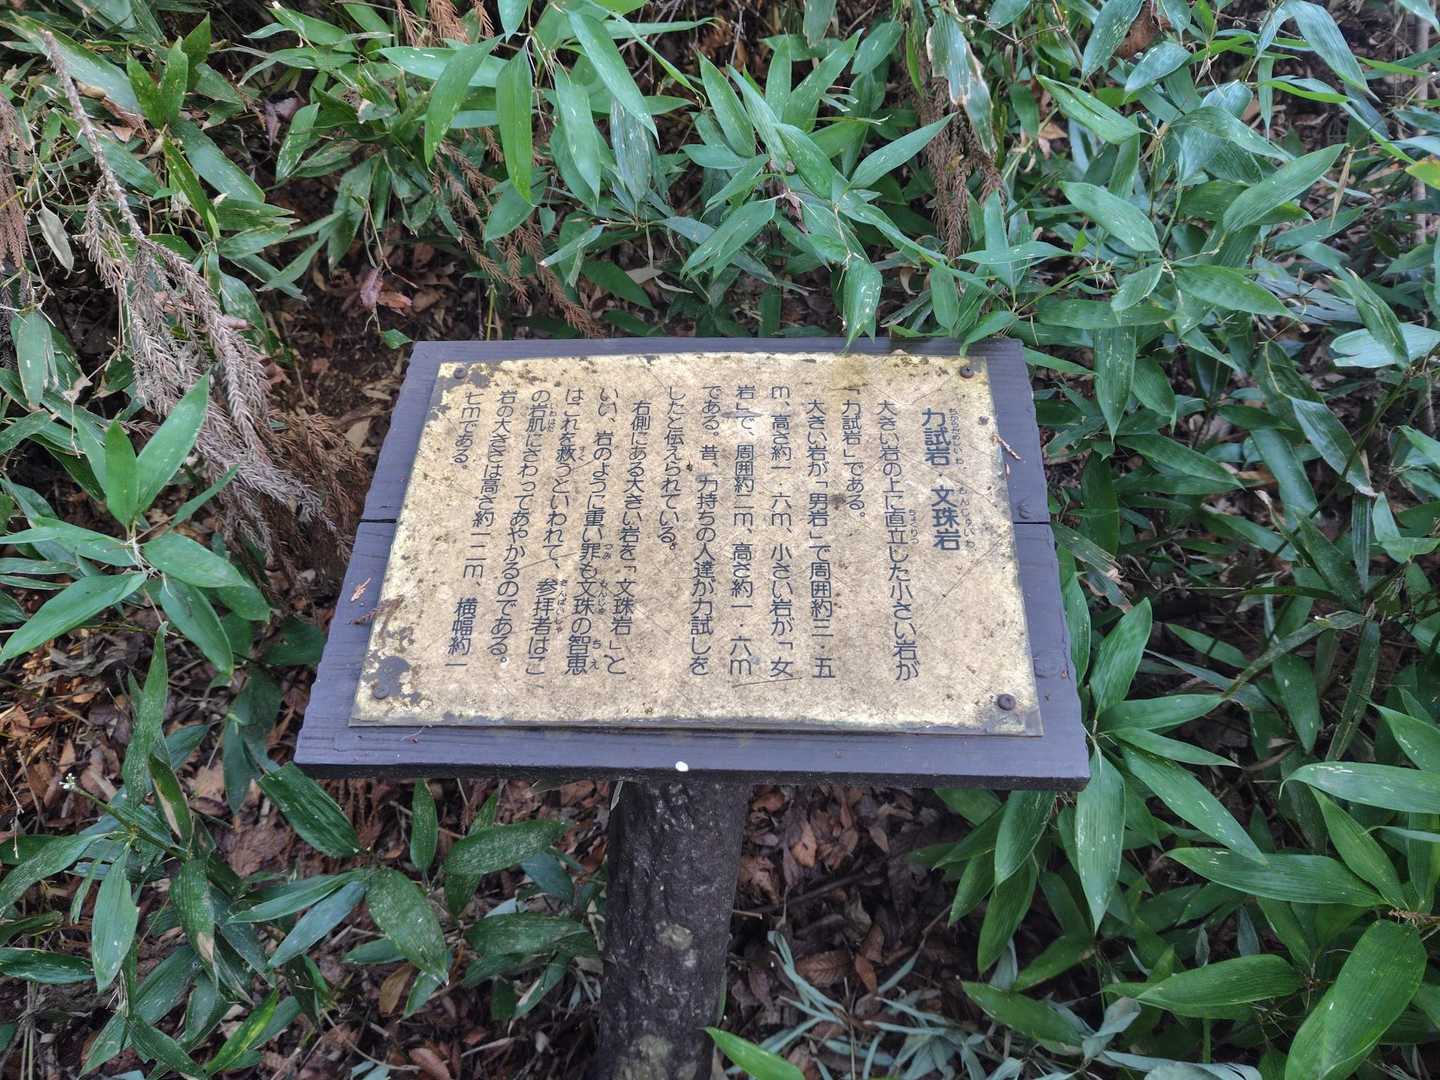 力試岩 文珠岩
大きい岩の上に直立した小さい岩が
「力試岩」である。
大きい岩が「男岩」で周囲約三・五
m、高さ約一・六m、小さい岩が「女
岩」で、周囲約二m、高さ約一・六m
である。昔、力持ちの人達が力試しを
したと伝えられている。
右側にある大きい岩を「文珠岩」と
いい、岩のように重い罪も文珠の智恵
はこれを救うといわれて、参拝者はこ
の岩肌にさわってあやかるのである。
岩の大きさは高さ約一二m、横幅約一
七mである。